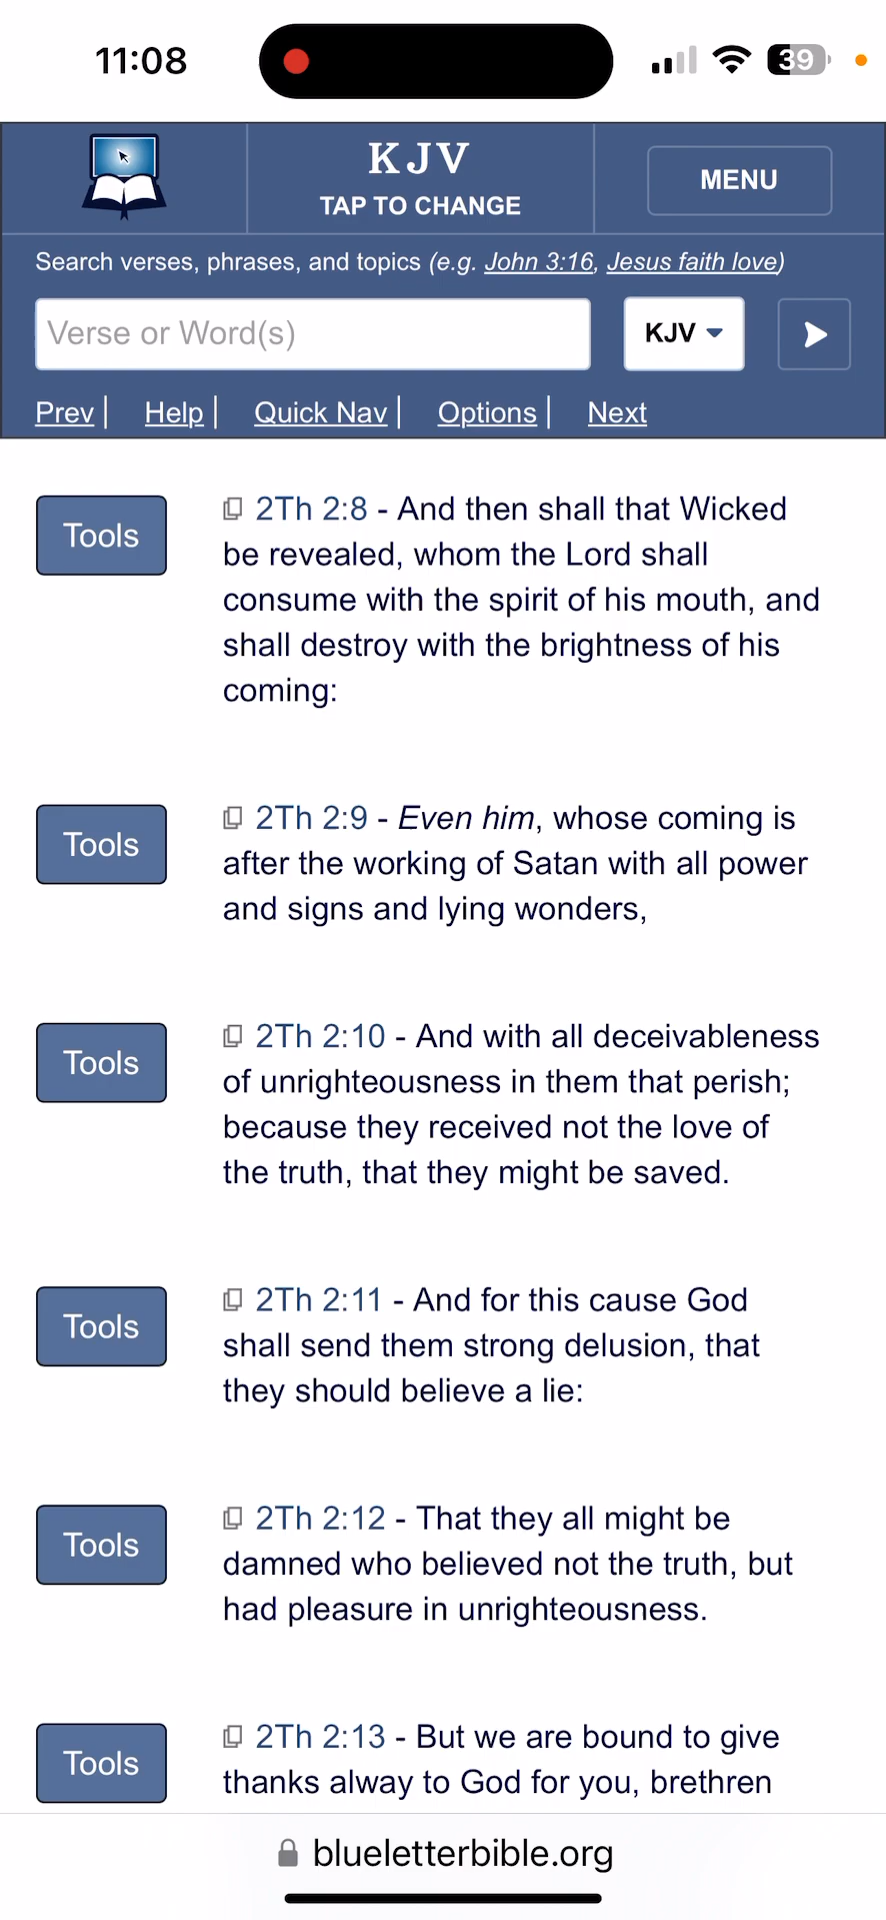 11:08
39
KJV
TAP TO CHANGE
MENU
Search verses, phrases, and topics (e.g. John 3:16, Jesus faith love)
Verse or Word(s)
KJV
Prev | Help | Quick Nav | Options | Next
Tools
2Th 2:8 - And then shall that Wicked
be revealed, whom the Lord shall
consume with the spirit of his mouth, and
shall destroy with the brightness of his
coming:
Tools
2Th 2:9 - Even him, whose coming is
after the working of Satan with all power
and signs and lying wonders,
Tools
2Th 2:10 - And with all deceivableness
of unrighteousness in them that perish;
because they received not the love of
the truth, that they might be saved.
Tools
2Th 2:11 - And for this cause God
shall send them strong delusion, that
they should believe a lie:
Tools
2Th 2:12 - That they all might be
damned who believed not the truth, but
had pleasure in unrighteousness.
Tools
2Th 2:13 - But we are bound to give
thanks alway to God for you, brethren
blueletterbible.org